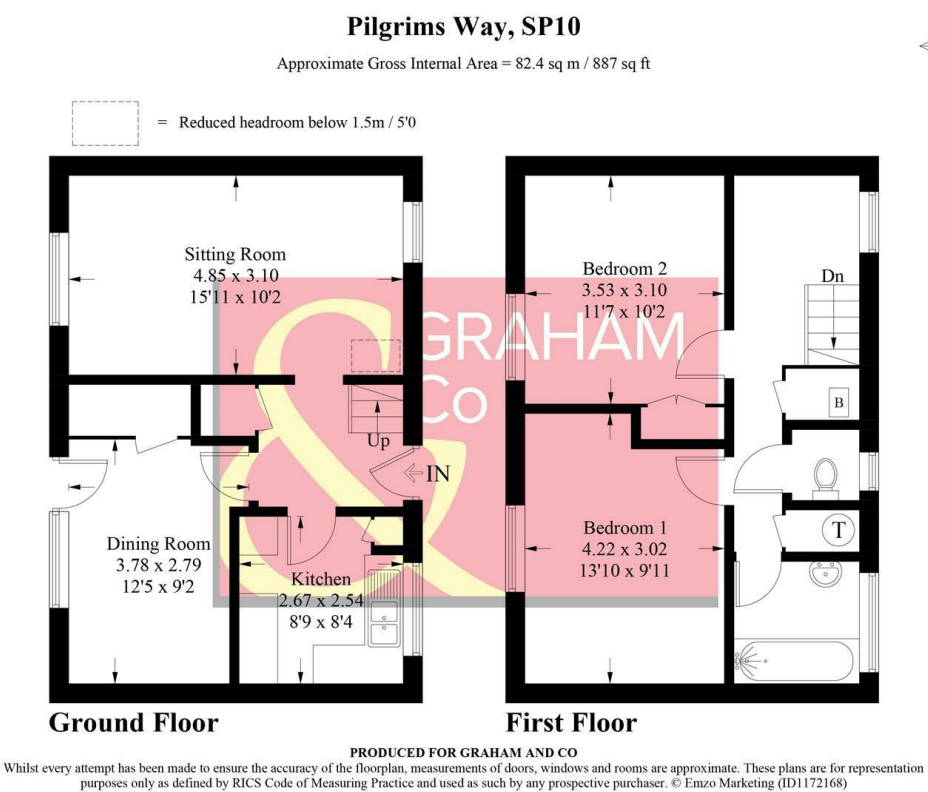 Pilgrims Way, SP10
Approximate Gross Internal Area = 82.4 sq m / 887 sq ft
= Reduced headroom below 1.5m / 5'0
Sitting Room
4.85 x 3.10
15'11 x 10'2
Up
IN
Dining Room
3.78 x 2.79
12'5 x 9'2
Kitchen
2.67 x 2.54
8'9 x 8'4
Ground Floor
Bedroom 2
3.53 x 3.10
11'7 x 10'2
Dn
B
Bedroom 1
4.22 x 3.02
13'10 x 9'11
T
First Floor
&
GRAHAM
Co
PRODUCED FOR GRAHAM AND CO
Whilst every attempt has been made to ensure the accuracy of the floorplan, measurements of doors, windows and rooms are approximate. These plans are for representation
purposes only as defined by RICS Code of Measuring Practice and used as such by any prospective purchaser. © Emzo Marketing (ID1172168)